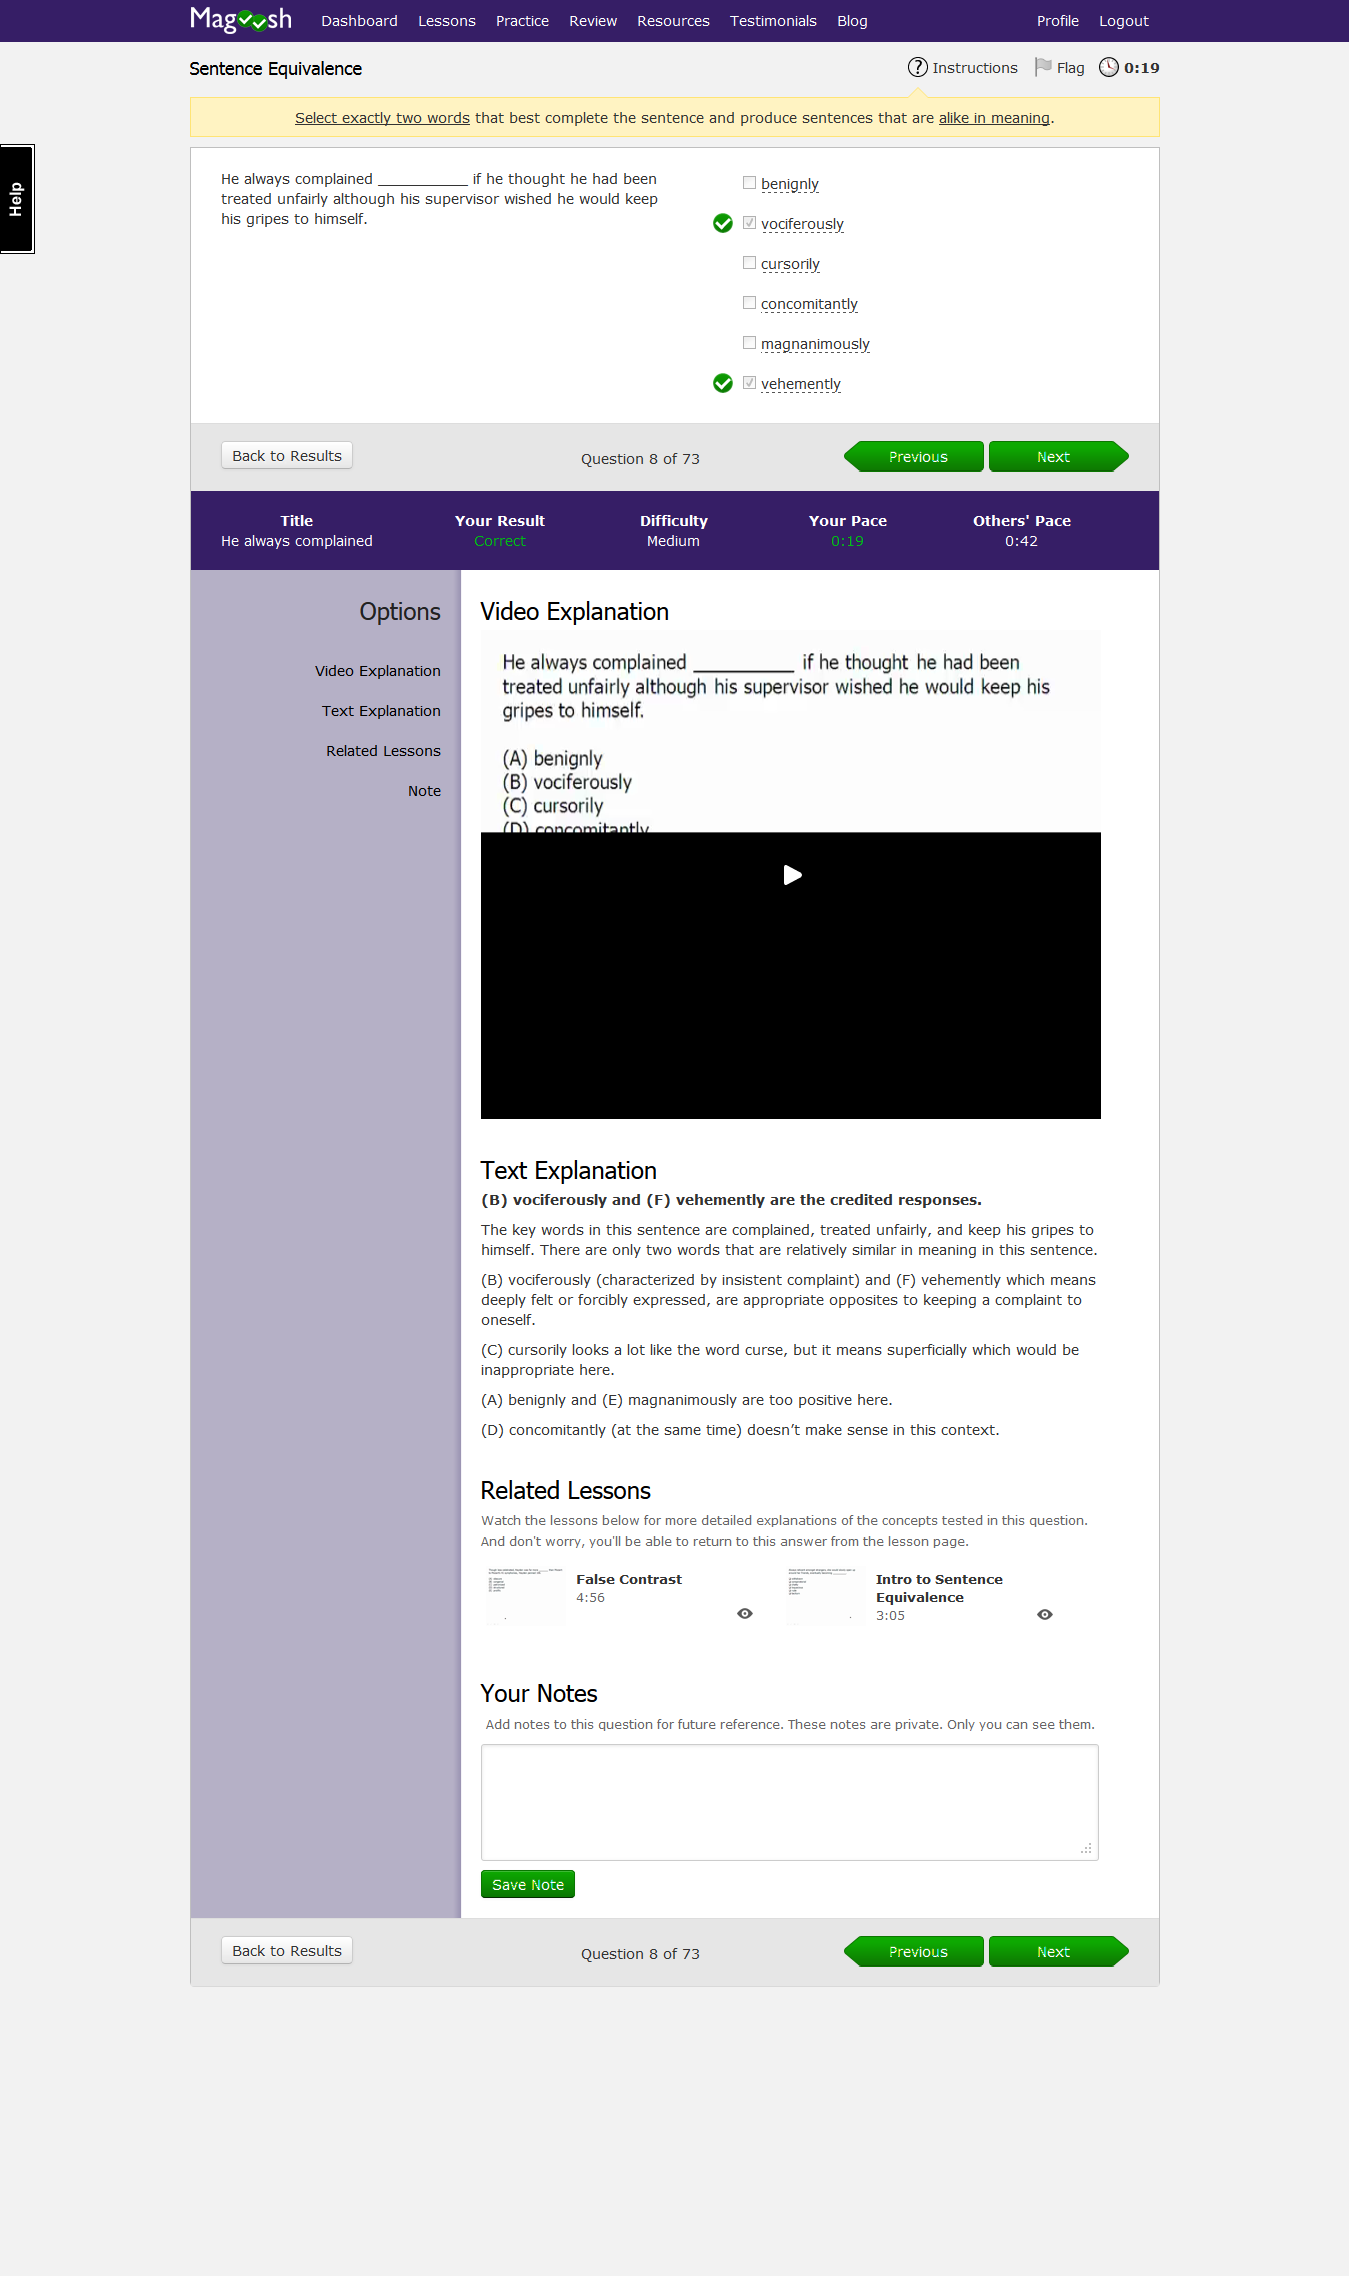 Magoosh Dashboard Lessons Practice Review Resources Testimonials Blog Profile Logout
Sentence Equivalence
Instructions Flag 0:19
Select exactly two words that best complete the sentence and produce sentences that are alike in meaning.
Help
He always complained ___________ if he thought he had been
treated unfairly although his supervisor wished he would keep
his gripes to himself.
benignly
vociferously
cursorily
concomitantly
magnanimously
vehemently
Back to Results Question 8 of 73 Previous Next
Title Your Result Difficulty Your Pace Others' Pace
He always complained Correct Medium 0:19 0:42
Options
Video Explanation
Text Explanation
Related Lessons
Note
Video Explanation
He always complained __________ if he thought he had been
treated unfairly although his supervisor wished he would keep his
gripes to himself.
(A) benignly
(B) vociferously
(C) cursorily
(D) concomitantly
Text Explanation
(B) vociferously and (F) vehemently are the credited responses.
The key words in this sentence are complained, treated unfairly, and keep his gripes to
himself. There are only two words that are relatively similar in meaning in this sentence.
(B) vociferously (characterized by insistent complaint) and (F) vehemently which means
deeply felt or forcibly expressed, are appropriate opposites to keeping a complaint to
oneself.
(C) cursorily looks a lot like the word curse, but it means superficially which would be
inappropriate here.
(A) benignly and (E) magnanimously are too positive here.
(D) concomitantly (at the same time) doesn’t make sense in this context.
Related Lessons
Watch the lessons below for more detailed explanations of the concepts tested in this question.
And don't worry, you'll be able to return to this answer from the lesson page.
False Contrast
4:56
Intro to Sentence
Equivalence
3:05
Your Notes
Add notes to this question for future reference. These notes are private. Only you can see them.
Save Note
Back to Results Question 8 of 73 Previous Next